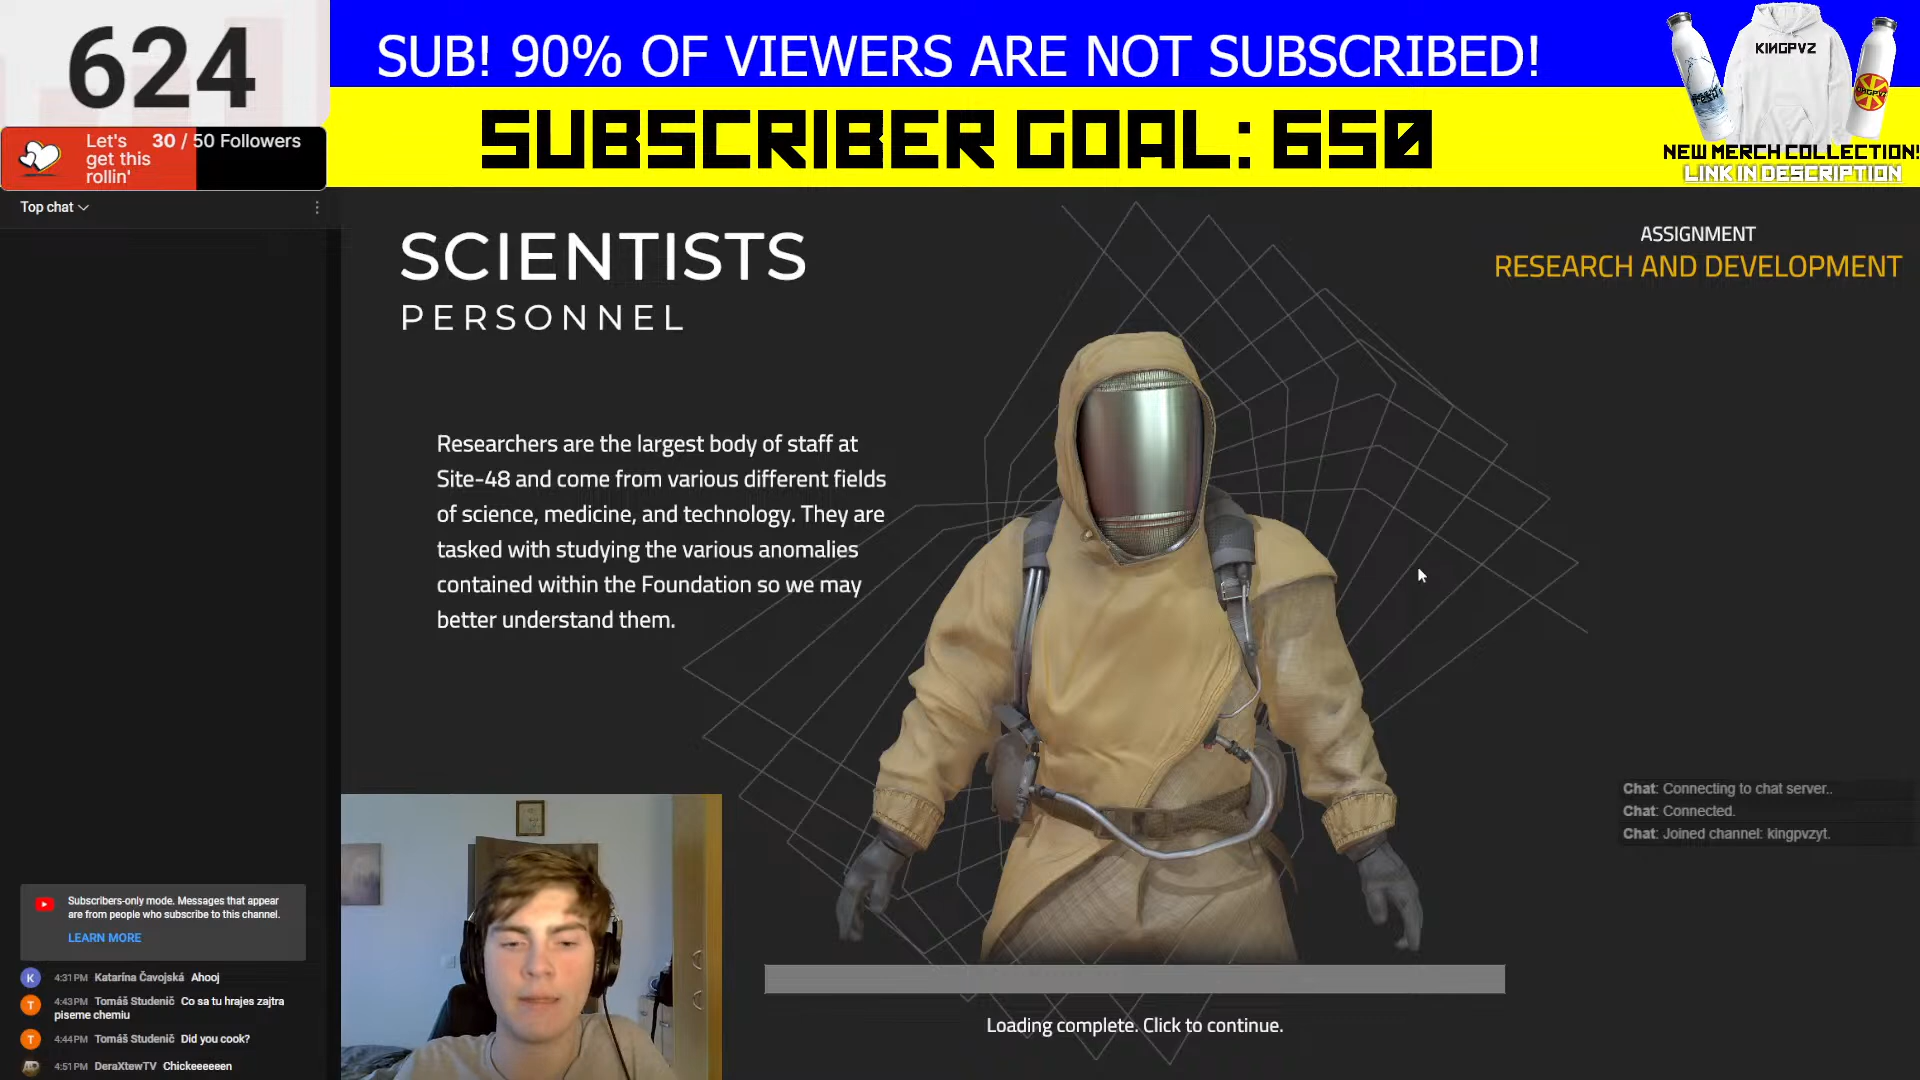 624
SUB! 90% OF VIEWERS ARE NOT SUBSCRIBED!
SUBSCRIBER GOAL: 650
KINGPVZ
NEW MERCH COLLECTION!
LINK IN DESCRIPTION
Let's
get this
rollin'
30 / 50 Followers
Top chat
SCIENTISTS
PERSONNEL
ASSIGNMENT
RESEARCH AND DEVELOPMENT
Researchers are the largest body of staff at
Site-48 and come from various different fields
of science, medicine, and technology. They are
tasked with studying the various anomalies
contained within the Foundation so we may
better understand them.
Chat: Connecting to chat server..
Chat: Connected.
Chat: Joined channel: kingpvzyt.
Subscribers-only mode. Messages that appear
are from people who subscribe to this channel.
LEARN MORE
K 4:31 PM Katarína Čavojská Ahooj
T 4:43 PM Tomáš Studenič Co sa tu hrajes zajtra
piseme chemiu
T 4:44 PM Tomáš Studenič Did you cook?
4:51 PM DeraXtewTV Chickeeeeeen
Loading complete. Click to continue.